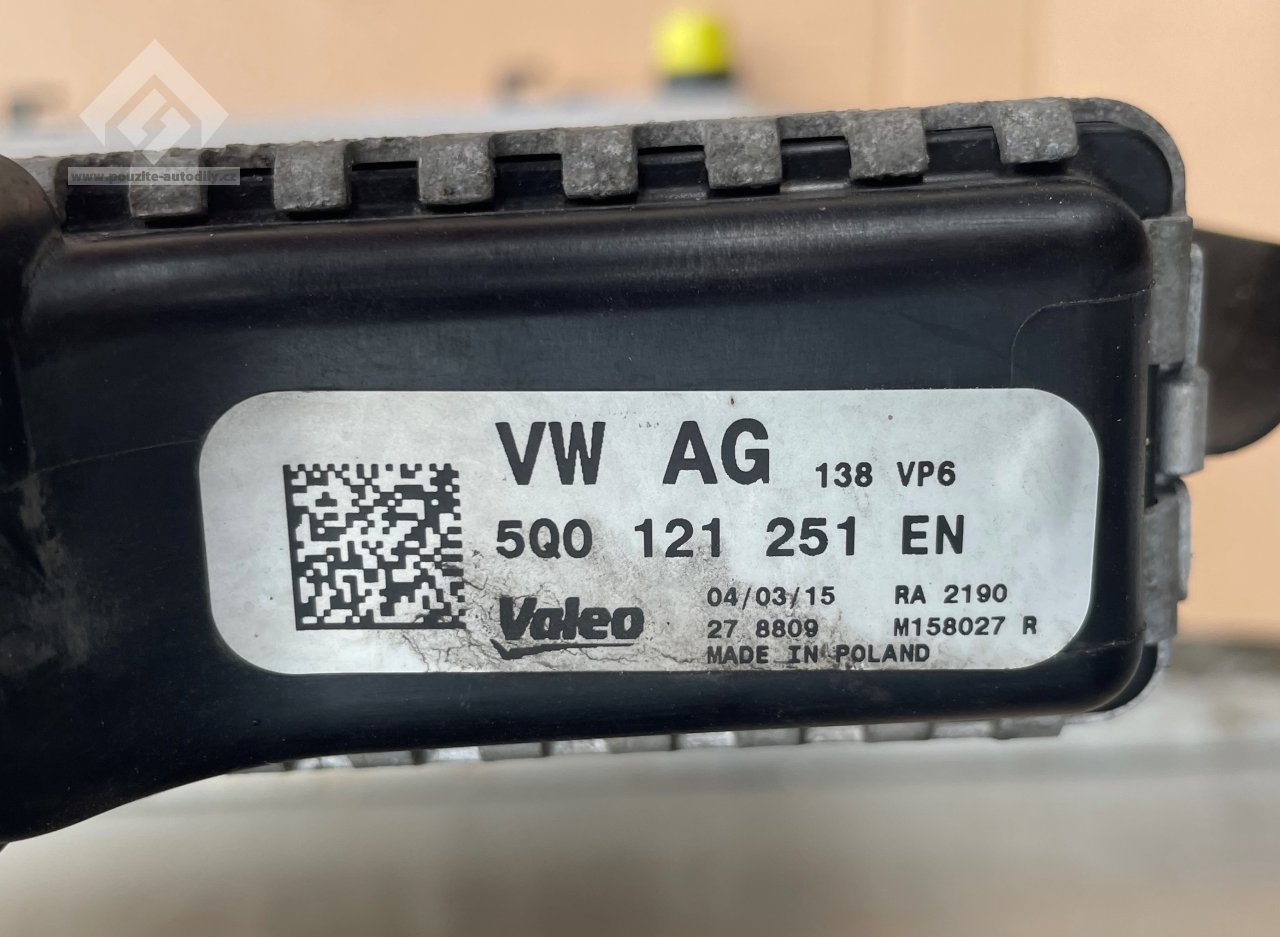 www.pouzite-autodily.cz
VW AG 138 VP6
5Q0 121 251 EN
Valeo 04/03/15 RA 2190
27 8809 M158027 R
MADE IN POLAND